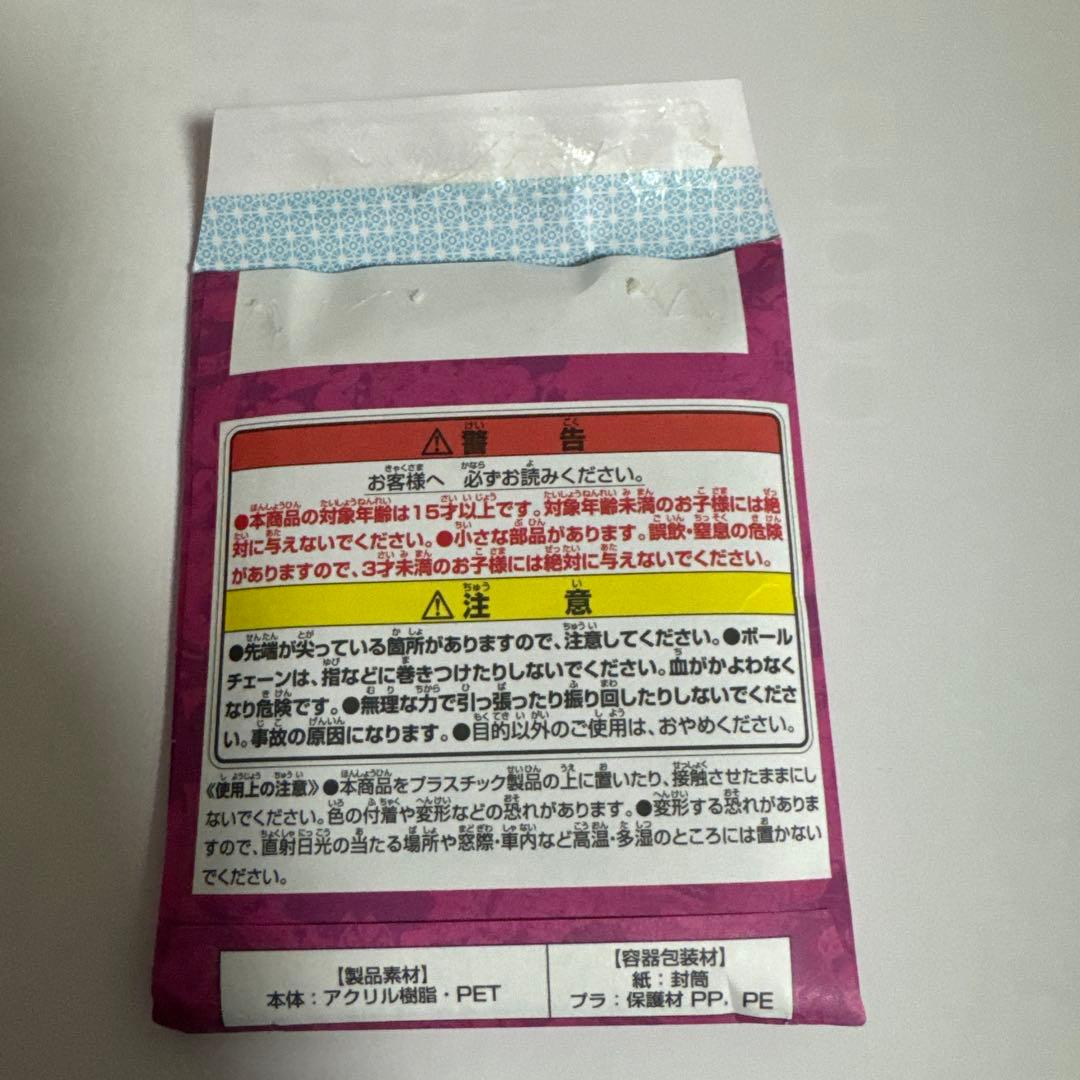 ⚠警告
お客様へ 必ずお読みください。
●本商品の対象年齢は15才以上です。対象年齢未満のお子様には絶
対に与えないでください。●小さな部品があります。誤飲・窒息の危険
がありますので、3才未満のお子様には絶対に与えないでください。
⚠注意
●先端が尖っている箇所がありますので、注意してください。●ボール
チェーンは、指などに巻きつけたりしないでください。血がかよわなく
なり危険です。●無理な力で引っ張ったり振り回したりしないでくださ
い。事故の原因になります。●目的以外のご使用は、おやめください。
《使用上の注意》●本商品をプラスチック製品の上に置いたり、接触させたままにし
ないでください。色の付着や変形などの恐れがあります。●変形する恐れがありま
すので、直射日光の当たる場所や窓際・車内など高温・多湿のところには置かない
でください。
【製品素材】
本体：アクリル樹脂・PET
【容器包装材】
紙：封筒
プラ：保護材 PP、PE